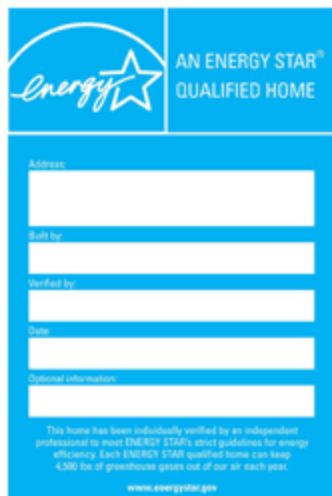 energy
AN ENERGY STAR®
QUALIFIED HOME
Address:
Built by:
Verified by:
Date:
Optional information:
This home has been individually verified by an independent
professional to meet ENERGY STAR's strict guidelines for energy
efficiency. Each ENERGY STAR qualified home can keep
4,500 lbs of greenhouse gases out of our air each year.
www.energystar.gov